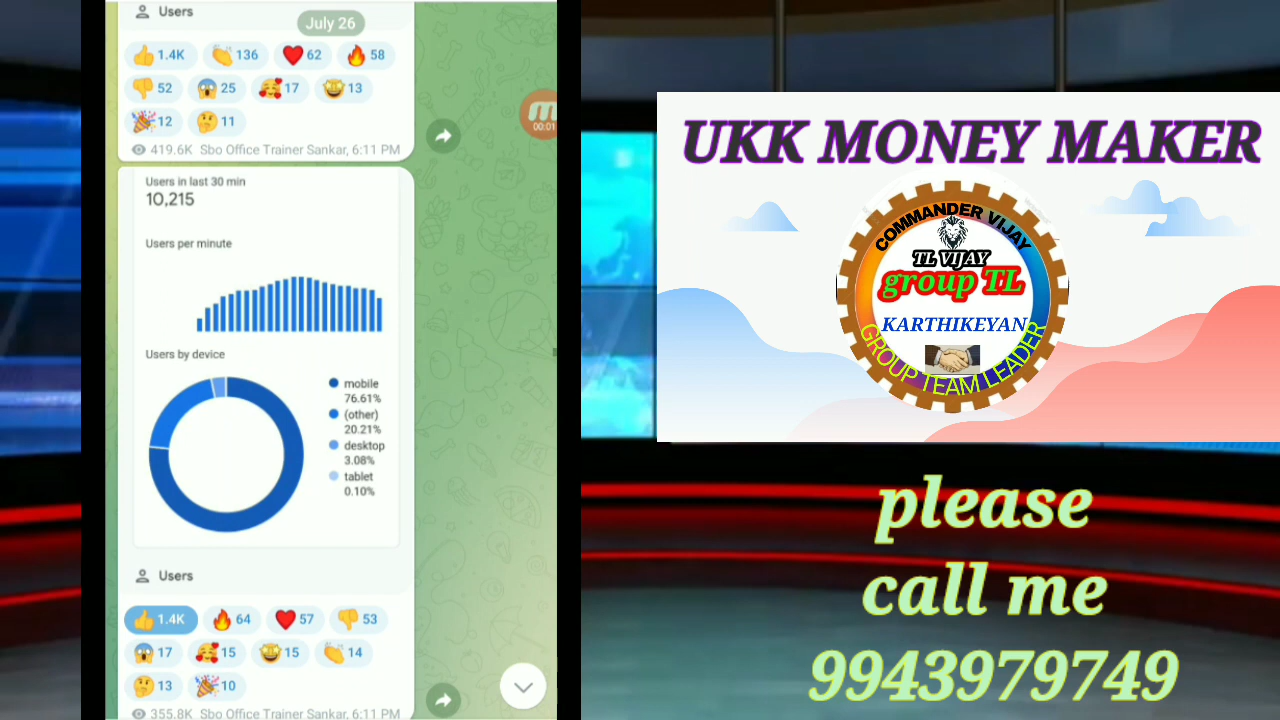 Users
July 26
👍 1.4K 👏 136 ❤️ 62 🔥 58
👎 52 😱 25 🥰 17 🤩 13
🎉 12 🤔 11
00:01
419.6K Sbo Office Trainer Sankar, 6:11 PM
Users in last 30 min
10,215
Users per minute
Users by device
mobile
76.61%
(other)
20.21%
desktop
3.08%
tablet
0.10%
Users
👍 1.4K 🔥 64 ❤️ 57 👎 53
😱 17 🥰 15 🤩 15 👏 14
🤔 13 🎉 10
355.8K Sbo Office Trainer Sankar, 6:11 PM
UKK MONEY MAKER
COMMANDER VIJAY
TL VIJAY
group TL
KARTHIKEYAN
GROUP TEAM LEADER
please
call me
9943979749